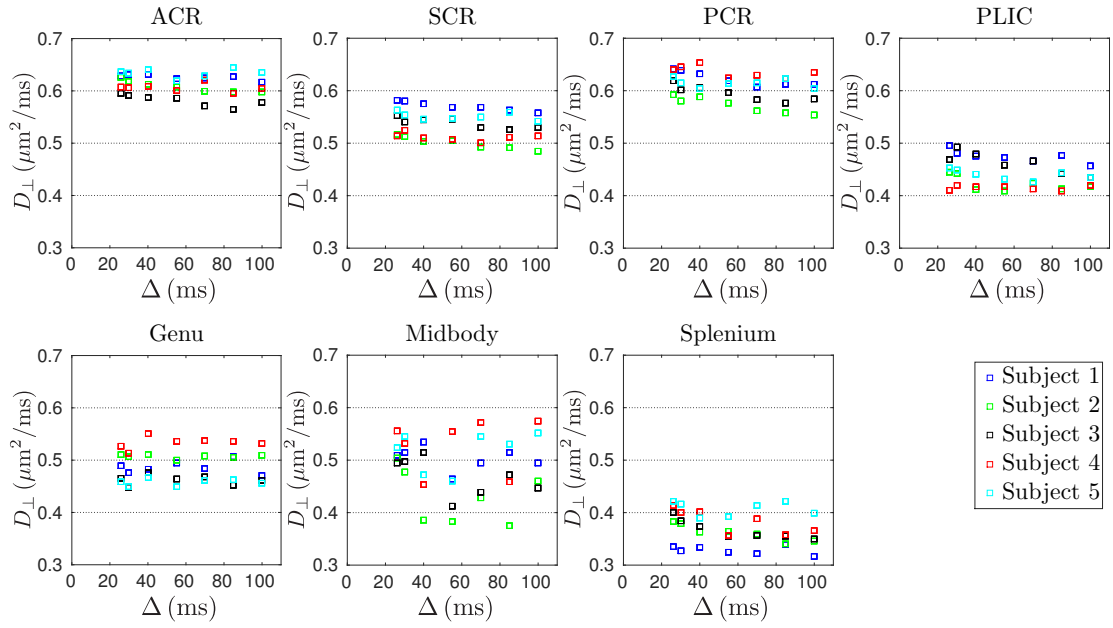 ACR
SCR
PCR
PLIC
0.7
0.6
0.5
0.4
0.3
D⊥ (μm²/ms)
0 20 40 60 80 100
Δ (ms)
0.7
0.6
0.5
0.4
0.3
D⊥ (μm²/ms)
0 20 40 60 80 100
Δ (ms)
0.7
0.6
0.5
0.4
0.3
D⊥ (μm²/ms)
0 20 40 60 80 100
Δ (ms)
0.7
0.6
0.5
0.4
0.3
D⊥ (μm²/ms)
0 20 40 60 80 100
Δ (ms)
Genu
Midbody
Splenium
0.7
0.6
0.5
0.4
0.3
D⊥ (μm²/ms)
0 20 40 60 80 100
Δ (ms)
0.7
0.6
0.5
0.4
0.3
D⊥ (μm²/ms)
0 20 40 60 80 100
Δ (ms)
0.7
0.6
0.5
0.4
0.3
D⊥ (μm²/ms)
0 20 40 60 80 100
Δ (ms)
Subject 1
Subject 2
Subject 3
Subject 4
Subject 5